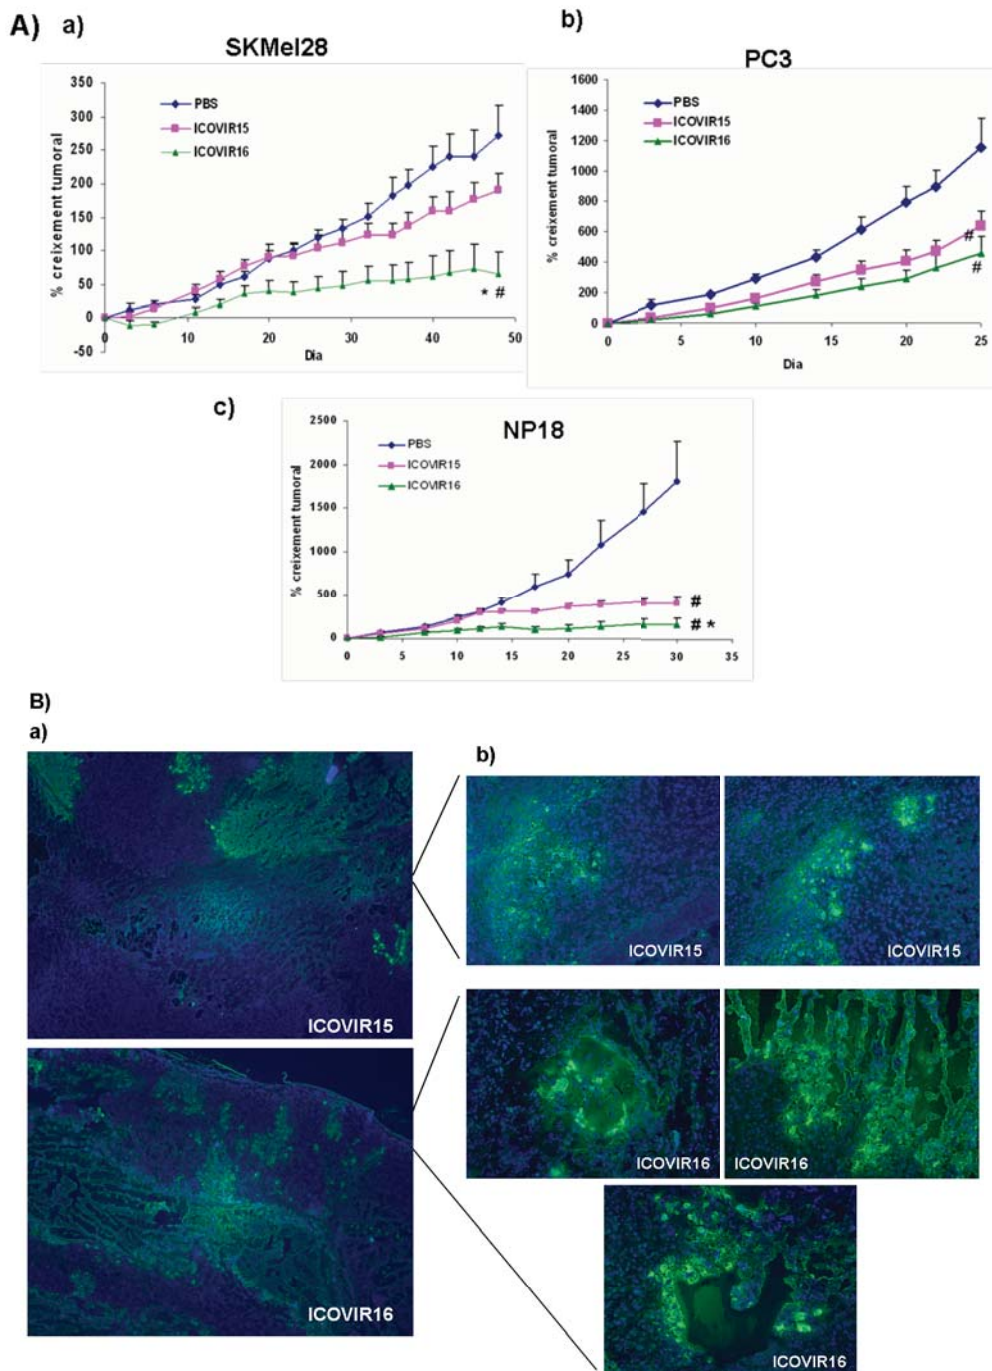 A)
a)
SKMel28
% creixement tumoral
350
300
250
200
150
100
50
0
-50
PBS
ICOVIR15
ICOVIR16
* #
0 10 20 30 40 50
Dia
b)
PC3
% creixement tumoral
1600
1400
1200
1000
800
600
400
200
0
PBS
ICOVIR15
ICOVIR16
#
#
0 5 10 15 20 25
Dia
c)
NP18
% creixement tumoral
2500
2000
1500
1000
500
0
PBS
ICOVIR15
ICOVIR16
#
# *
0 5 10 15 20 25 30 35
B)
a)
ICOVIR15
ICOVIR16
b)
ICOVIR15
ICOVIR15
ICOVIR16
ICOVIR16
ICOVIR16